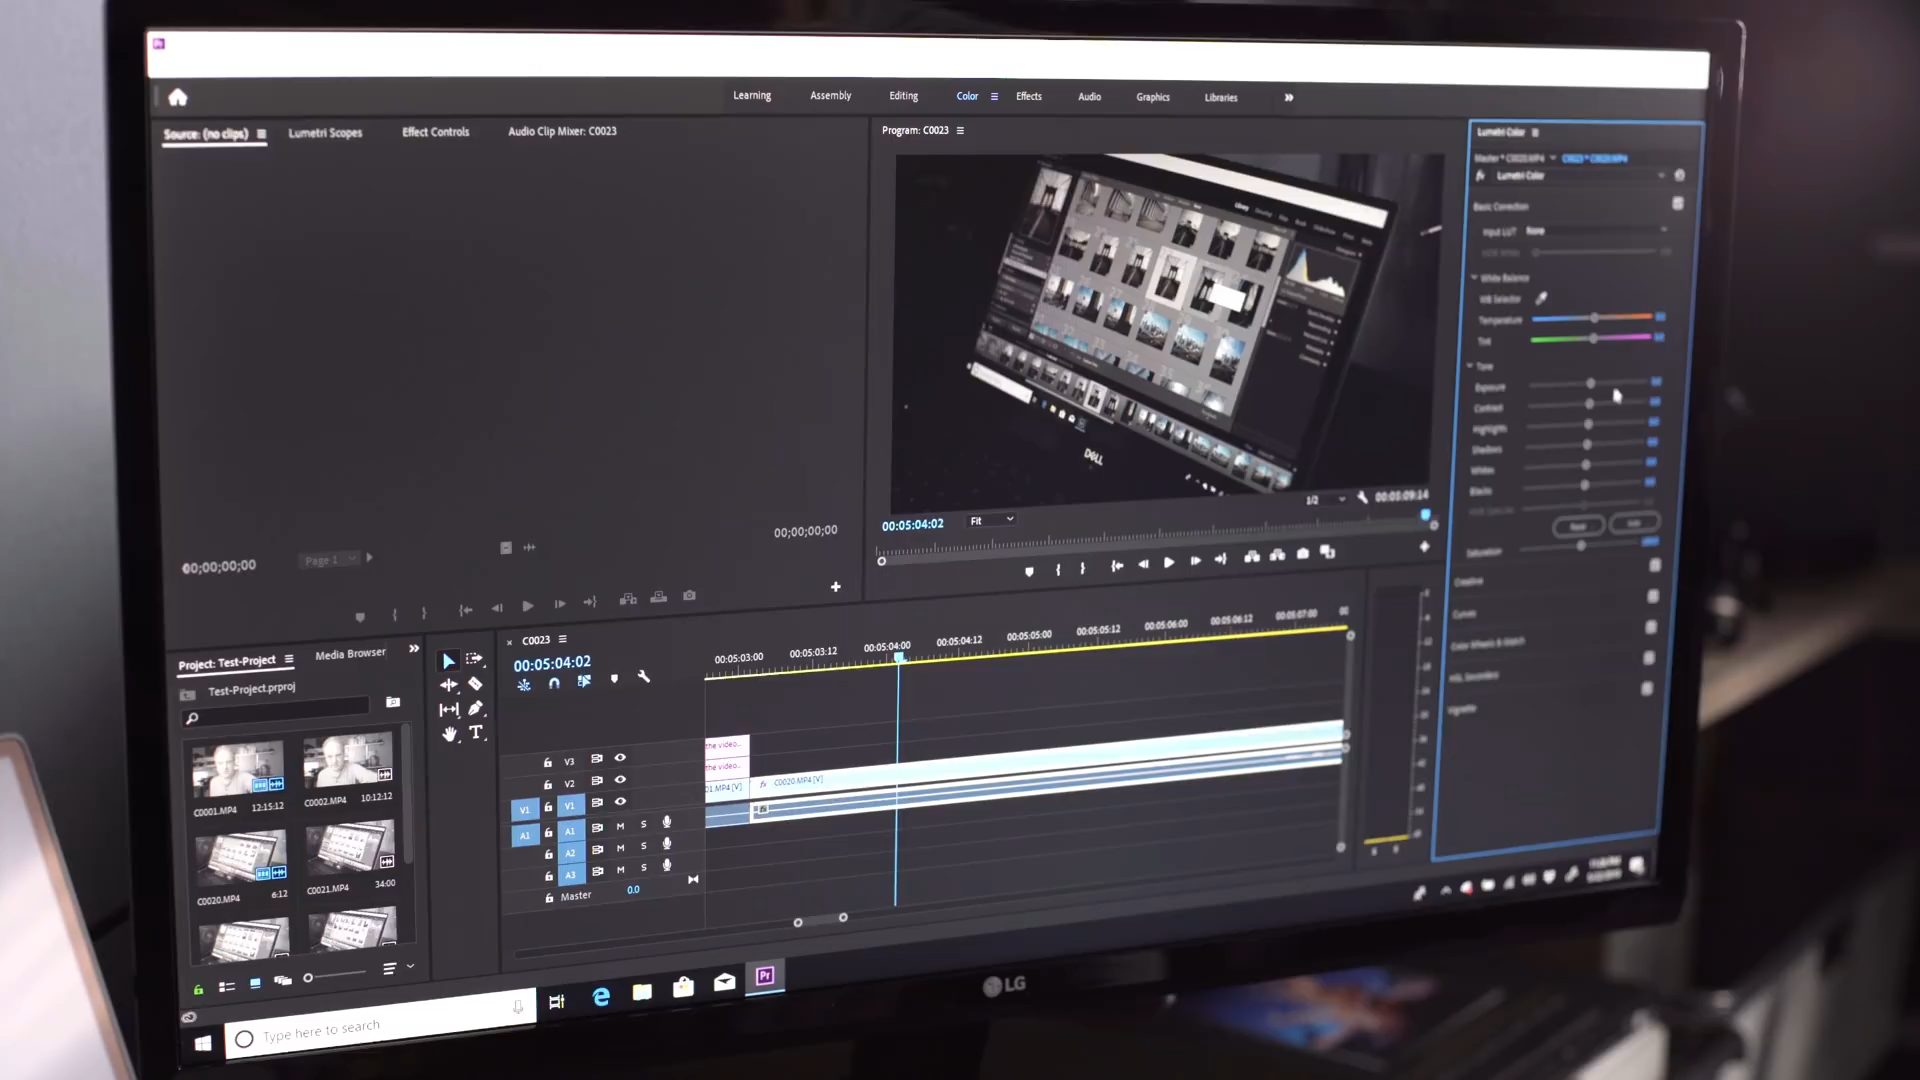 Pr
Learning Assembly Editing Color Effects Audio Graphics Libraries
Source: (no clips) Lumetri Scopes Effect Controls Audio Clip Mixer: C0023
Program: C0023
Lumetri Color
Master * C0020.MP4 C0023 * C0020.MP4
fx Lumetri Color
Basic Correction
Input LUT None
White Balance
WB Selector
Temperature
Tint
Tone
Exposure
Contrast
Highlights
Shadows
Whites
Blacks
Saturation
Creative
Curves
Color Wheels & Match
HSL Secondary
Vignette
Library
DELL
00:05:04:02 Fit 1/2 00:05:09:14
00;00;00;00 Page 1 00;00;00;00
Project: Test-Project Media Browser
Test-Project.prproj
C0001.MP4 12:15:12 C0002.MP4 10:12:12
C0020.MP4 6:12 C0021.MP4 34:00
C0023
00:05:04:02
00:05:03:00 00:05:03:12 00:05:04:00 00:05:04:12 00:05:05:00 00:05:05:12 00:05:06:00 00:05:06:12 00:05:07:00 00
V3 the video...
V2 the video...
V1 V1 01.MP4 [V] fx C0020.MP4 [V]
A1 A1 M S
A2 M S
A3 M S
Master 0.0
Type here to search
Pr
LG